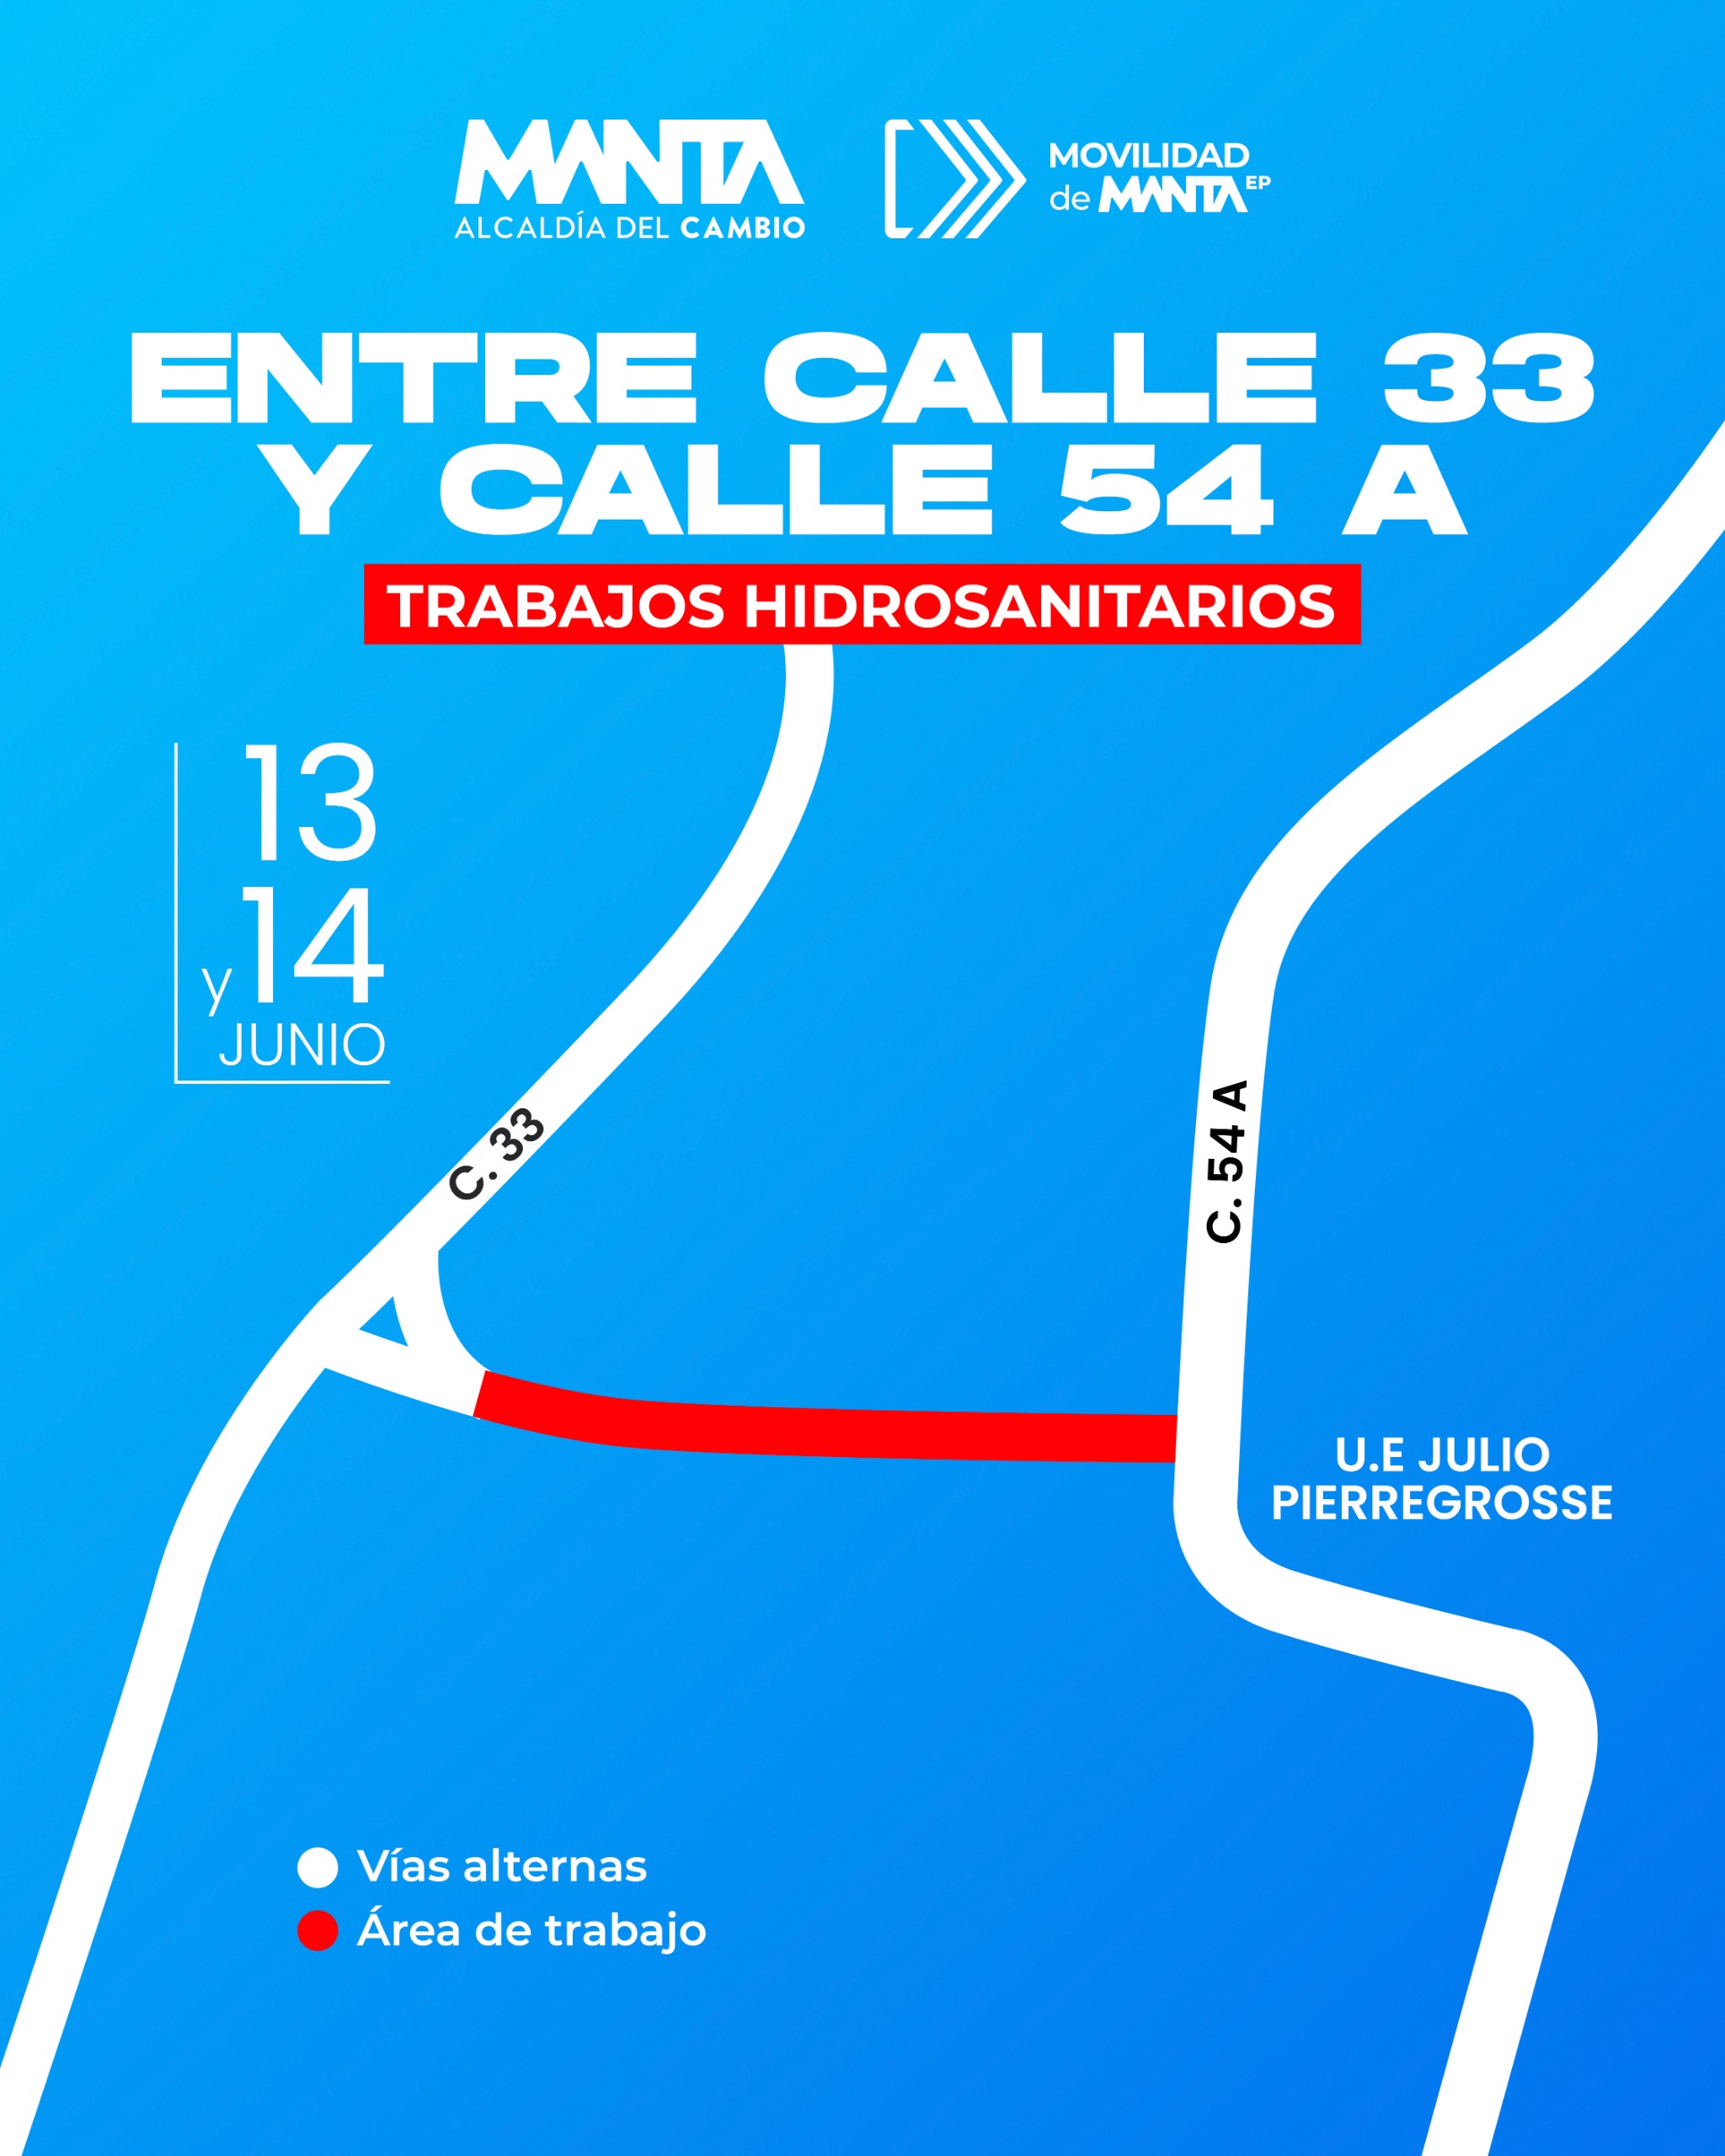 MANTA
ALCALDÍA DEL CAMBIO
MOVILIDAD
de MANTA EP
ENTRE CALLE 33
Y CALLE 54 A
TRABAJOS HIDROSANITARIOS
13
y 14
JUNIO
C. 33
C. 54 A
U.E JULIO
PIERREGROSSE
Vías alternas
Área de trabajo